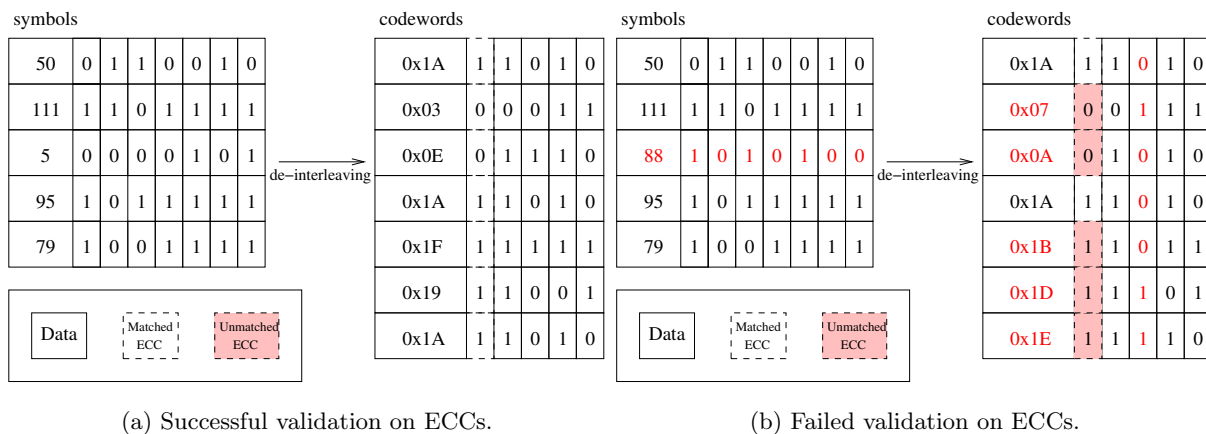 symbols
50 0 1 1 0 0 1 0
111 1 1 0 1 1 1 1
5 0 0 0 0 1 0 1
95 1 0 1 1 1 1 1
79 1 0 0 1 1 1 1
de-interleaving
codewords
0x1A 1 1 0 1 0
0x03 0 0 0 1 1
0x0E 0 1 1 1 0
0x1A 1 1 0 1 0
0x1F 1 1 1 1 1
0x19 1 1 0 0 1
0x1A 1 1 0 1 0
Data
Matched
ECC
Unmatched
ECC
(a) Successful validation on ECCs.
symbols
50 0 1 1 0 0 1 0
111 1 1 0 1 1 1 1
88 1 0 1 0 1 0 0
95 1 0 1 1 1 1 1
79 1 0 0 1 1 1 1
de-interleaving
codewords
0x1A 1 1 0 1 0
0x07 0 0 1 1 1
0x0A 0 1 0 1 0
0x1A 1 1 0 1 0
0x1B 1 1 0 1 1
0x1D 1 1 1 0 1
0x1E 1 1 1 1 0
Data
Matched
ECC
Unmatched
ECC
(b) Failed validation on ECCs.